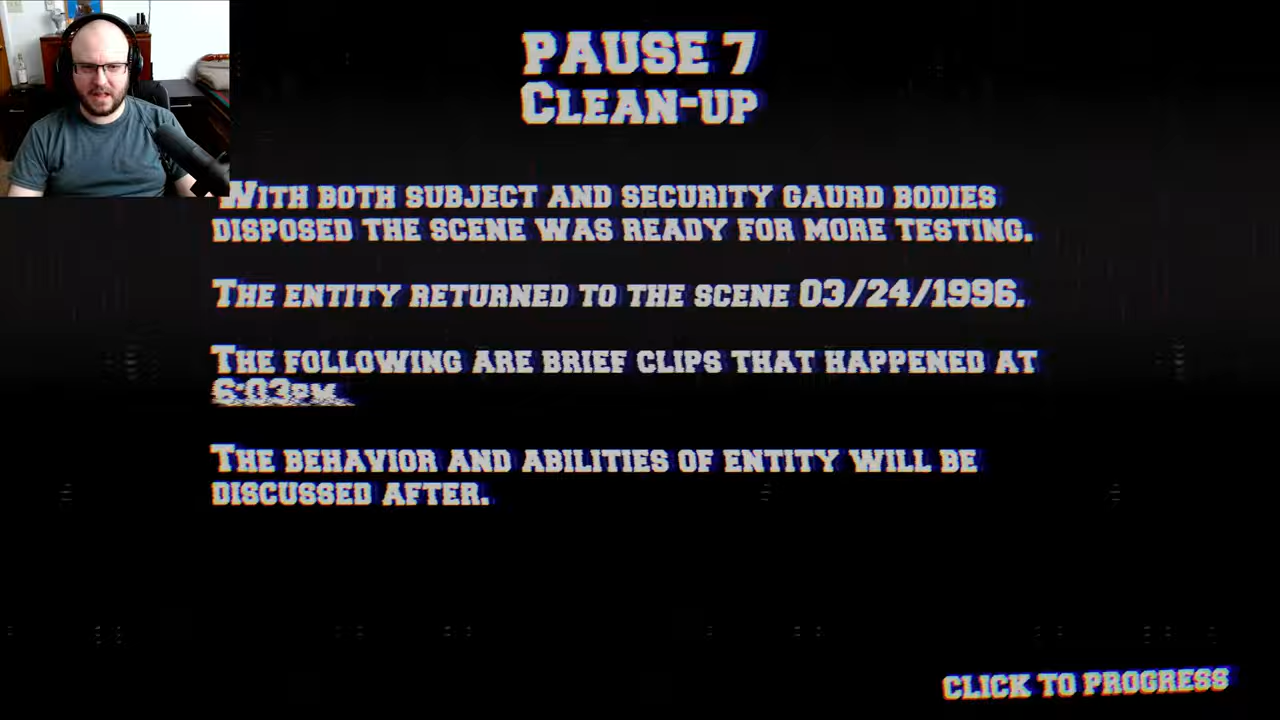 PAUSE 7
CLEAN-UP
WITH BOTH SUBJECT AND SECURITY GAURD BODIES
DISPOSED THE SCENE WAS READY FOR MORE TESTING.
THE ENTITY RETURNED TO THE SCENE 03/24/1996.
THE FOLLOWING ARE BRIEF CLIPS THAT HAPPENED AT
6:03PM.
THE BEHAVIOR AND ABILITIES OF ENTITY WILL BE
DISCUSSED AFTER.
CLICK TO PROGRESS